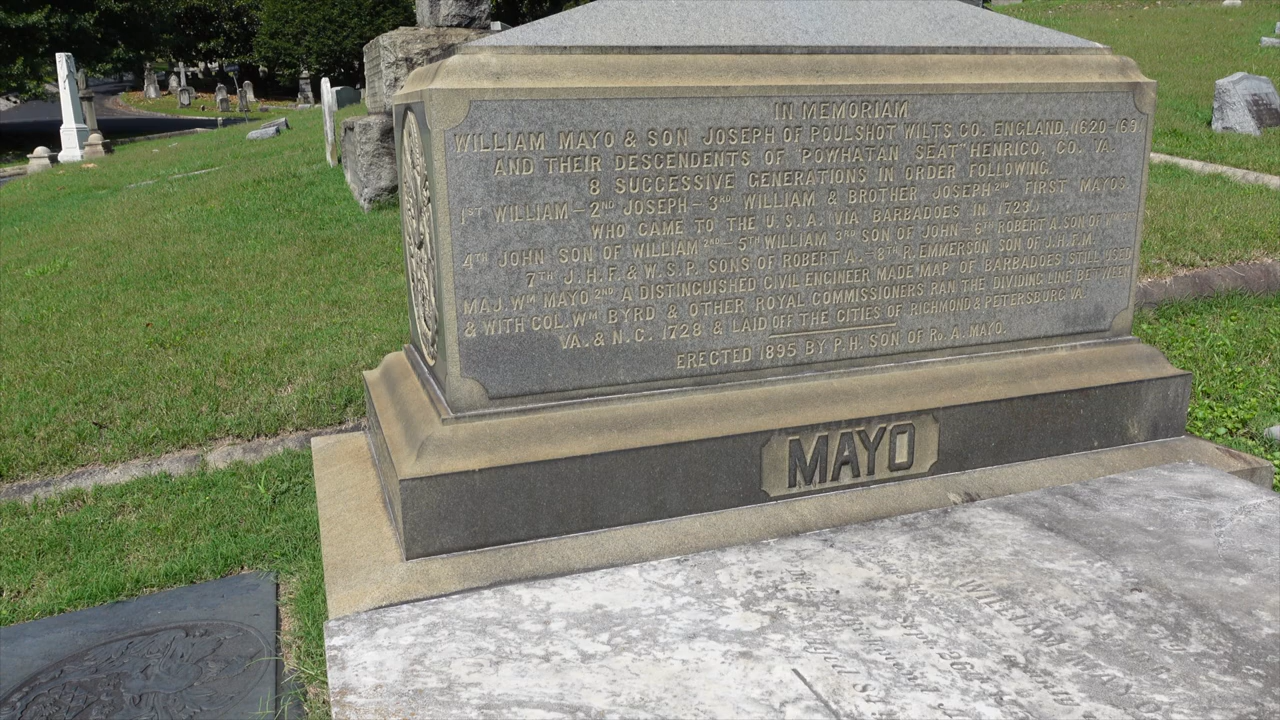 IN MEMORIAM
WILLIAM MAYO & SON JOSEPH OF POULSHOT WILTS. CO. ENGLAND, 1620-169
AND THEIR DESCENDENTS OF POWHATAN SEAT" HENRICO, CO. VA.
8 SUCCESSIVE GENERATIONS IN ORDER FOLLOWING.
1ST WILLIAM - 2ND JOSEPH - 3RD WILLIAM & BROTHER JOSEPH 2ND FIRST MAYOS.
WHO CAME TO THE U.S.A. (VIA BARBADOES IN 1723.)
4TH JOHN SON OF WILLIAM 2ND - 5TH WILLIAM 3RD SON OF JOHN - 6TH ROBERT A. SON OF WM 3RD
7TH J.H.F. & W.S.P. SONS OF ROBERT A. - 8TH R. EMMERSON SON OF J.H.F.M.
MAJ. WM MAYO 2ND A DISTINGUISHED CIVIL ENGINEER MADE MAP OF BARBADOES STILL USED
& WITH COL. WM BYRD & OTHER ROYAL COMMISSIONERS RAN THE DIVIDING LINE BETWEEN
VA. & N.C. 1728 & LAID OFF THE CITIES OF RICHMOND & PETERSBURG, VA.
ERECTED 1895 BY P.H. SON OF RO. A. MAYO.
MAYO
WILLIAM MAYO